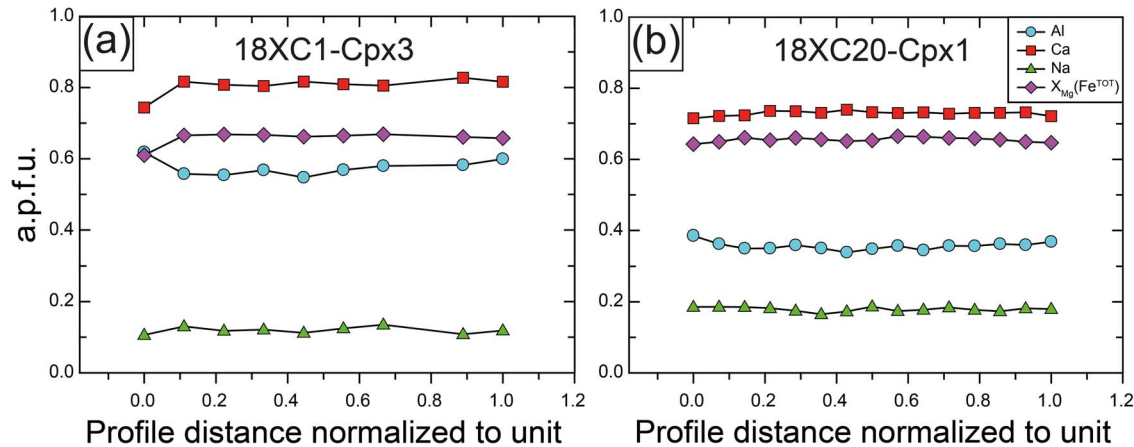 (a)
18XC1-Cpx3
1.0
0.8
0.6
0.4
0.2
0.0
a.p.f.u.
0.0 0.2 0.4 0.6 0.8 1.0 1.2
Profile distance normalized to unit
(b)
18XC20-Cpx1
Al
Ca
Na
X_Mg(Fe^TOT)
1.0
0.8
0.6
0.4
0.2
0.0
0.0 0.2 0.4 0.6 0.8 1.0 1.2
Profile distance normalized to unit